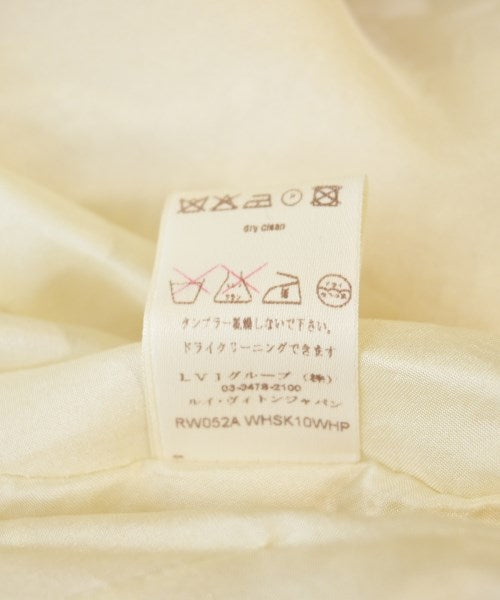 dry clean
タンブラー乾燥しないで下さい。
ドライクリーニングできます
LVJグループ（株）
03-3478-2100
ルイ・ヴィトンジャパン
RW052A WHSK10WHP